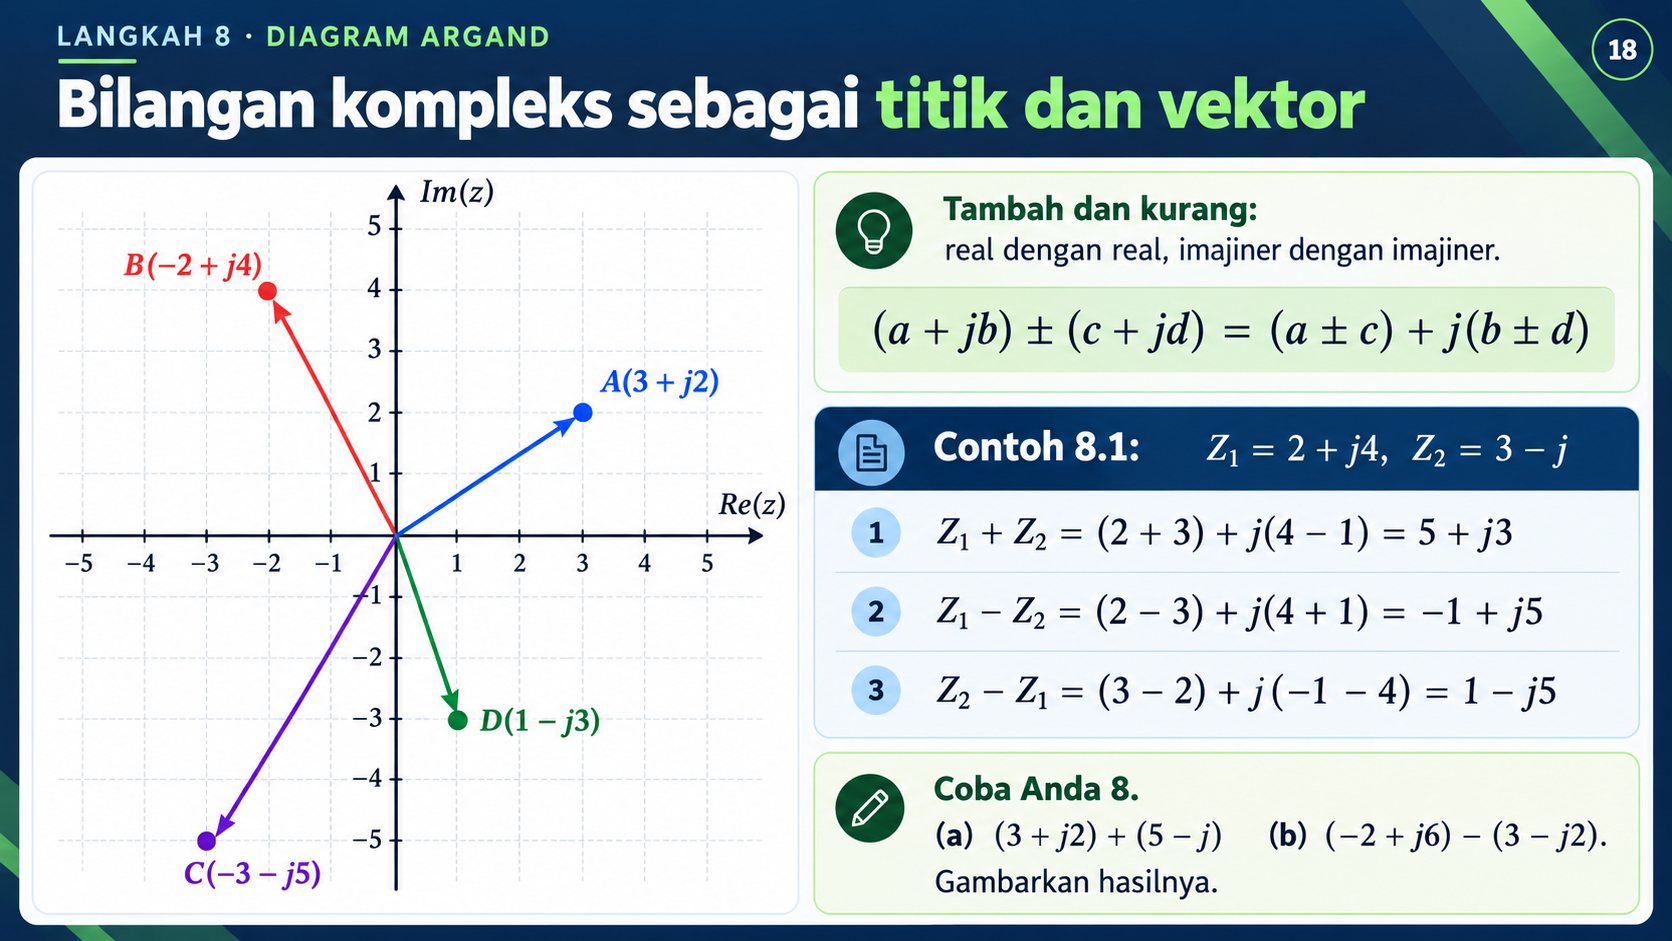 LANGKAH 8 · DIAGRAM ARGAND
18
Bilangan kompleks sebagai titik dan vektor
Im(z)
5
B(−2 + j4)
4
3
A(3 + j2)
2
1
Re(z)
−5 −4 −3 −2 −1 1 2 3 4 5
−1
−2
−3
D(1 − j3)
−4
−5
C(−3 − j5)
Tambah dan kurang:
real dengan real, imajiner dengan imajiner.
(a + jb) ± (c + jd) = (a ± c) + j(b ± d)
Contoh 8.1: Z₁ = 2 + j4, Z₂ = 3 − j
1 Z₁ + Z₂ = (2 + 3) + j(4 − 1) = 5 + j3
2 Z₁ − Z₂ = (2 − 3) + j(4 + 1) = −1 + j5
3 Z₂ − Z₁ = (3 − 2) + j(−1 − 4) = 1 − j5
Coba Anda 8.
(a) (3 + j2) + (5 − j) (b) (−2 + j6) − (3 − j2).
Gambarkan hasilnya.